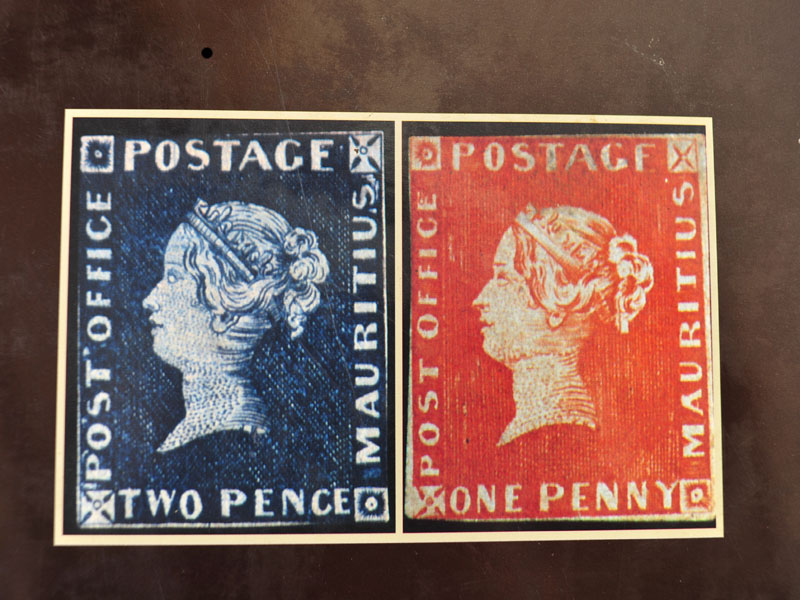 POSTAGE
POST OFFICE
MAURITIUS
TWO PENCE
POSTAGE
POST OFFICE
MAURITIUS
ONE PENNY